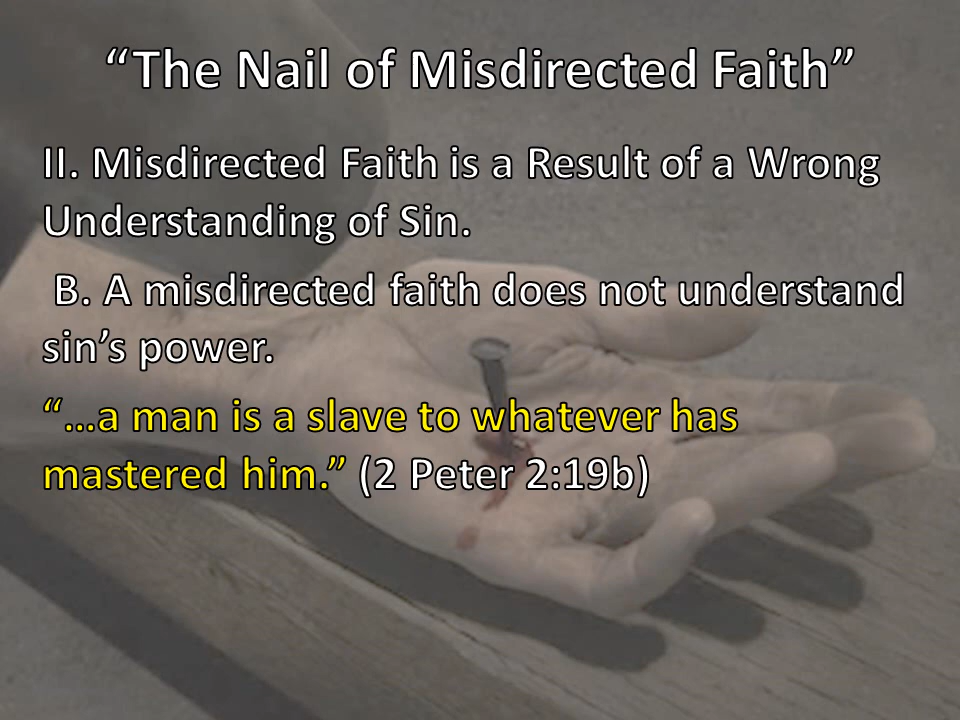 “The Nail of Misdirected Faith”
II. Misdirected Faith is a Result of a Wrong
Understanding of Sin.
B. A misdirected faith does not understand
sin’s power.
“…a man is a slave to whatever has
mastered him.” (2 Peter 2:19b)